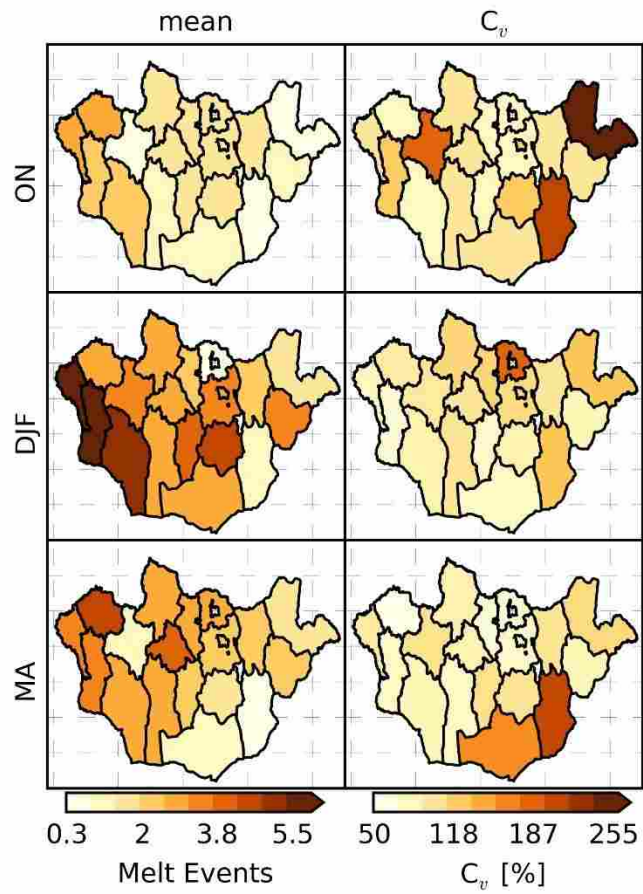 mean C_v
ON
DJF
MA
0.3 2 3.8 5.5 50 118 187 255
Melt Events C_v [%]